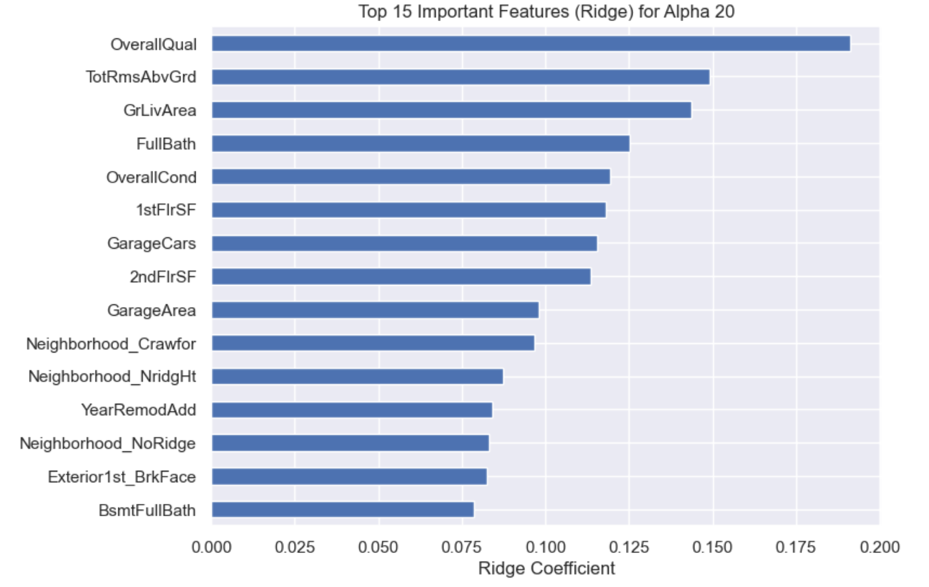 Top 15 Important Features (Ridge) for Alpha 20
OverallQual
TotRmsAbvGrd
GrLivArea
FullBath
OverallCond
1stFlrSF
GarageCars
2ndFlrSF
GarageArea
Neighborhood_Crawfor
Neighborhood_NridgHt
YearRemodAdd
Neighborhood_NoRidge
Exterior1st_BrkFace
BsmtFullBath
0.000 0.025 0.050 0.075 0.100 0.125 0.150 0.175 0.200
Ridge Coefficient